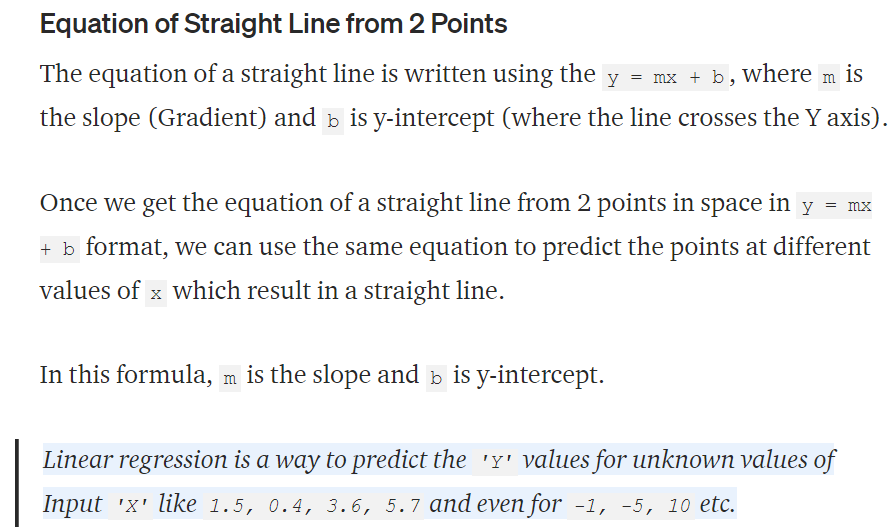 Equation of Straight Line from 2 Points
The equation of a straight line is written using the y = mx + b, where m is
the slope (Gradient) and b is y-intercept (where the line crosses the Y axis).
Once we get the equation of a straight line from 2 points in space in y = mx
+ b format, we can use the same equation to predict the points at different
values of x which result in a straight line.
In this formula, m is the slope and b is y-intercept.
Linear regression is a way to predict the 'Y' values for unknown values of
Input 'X' like 1.5, 0.4, 3.6, 5.7 and even for -1, -5, 10 etc.